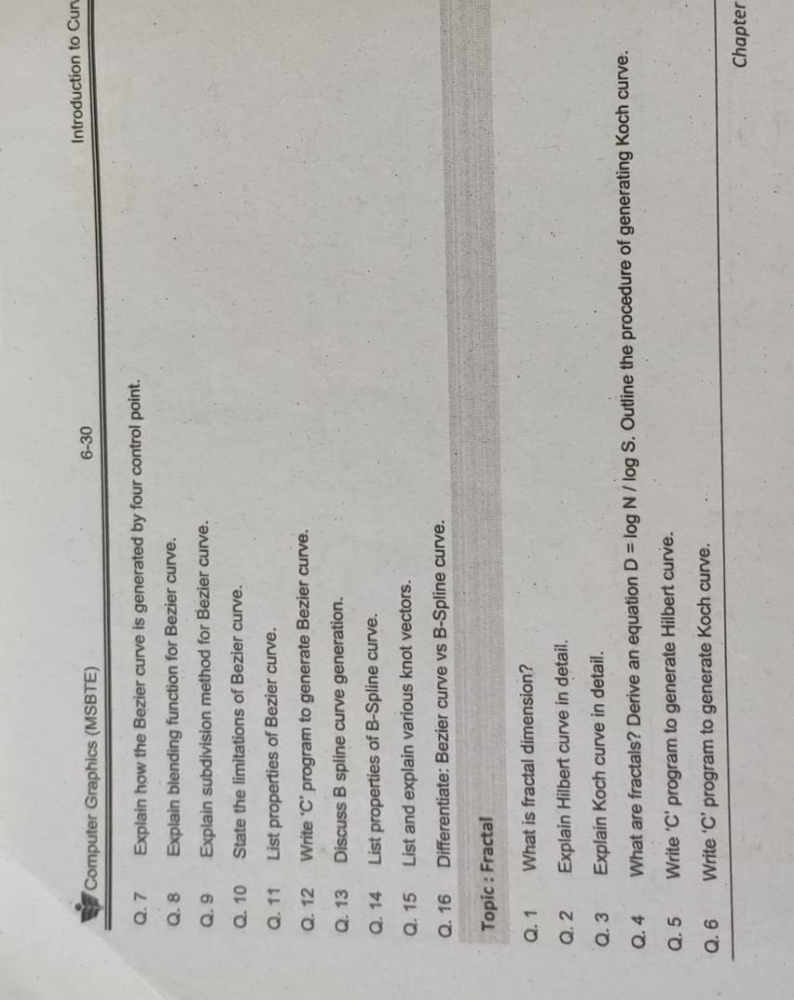 Computer Graphics (MSBTE) 6-30 Introduction to Cur
Q. 7 Explain how the Bezier curve is generated by four control point.
Q. 8 Explain blending function for Bezier curve.
Q. 9 Explain subdivision method for Bezier curve.
Q. 10 State the limitations of Bezier curve.
Q. 11 List properties of Bezier curve.
Q. 12 Write 'C' program to generate Bezier curve.
Q. 13 Discuss B spline curve generation.
Q. 14 List properties of B-Spline curve.
Q. 15 List and explain various knot vectors.
Q. 16 Differentiate: Bezier curve vs B-Spline curve.
Topic : Fractal
Q. 1 What is fractal dimension?
Q. 2 Explain Hilbert curve in detail.
Q. 3 Explain Koch curve in detail.
Q. 4 What are fractals? Derive an equation D = log N / log S. Outline the procedure of generating Koch curve.
Q. 5 Write 'C' program to generate Hilbert curve.
Q. 6 Write 'C' program to generate Koch curve.
Chapter